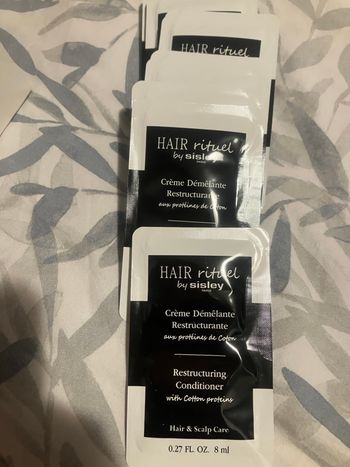 HAIR rituel
HAIR rituel
by sisley
PARIS
Crème Démêlante
Restructurante
aux protéines de Coton
HAIR rituel
by sisley
PARIS
Crème Démêlante
Restructurante
aux protéines de Coton
Restructuring
Conditioner
with Cotton proteins
Hair & Scalp Care
0.27 FL. OZ. 8 ml